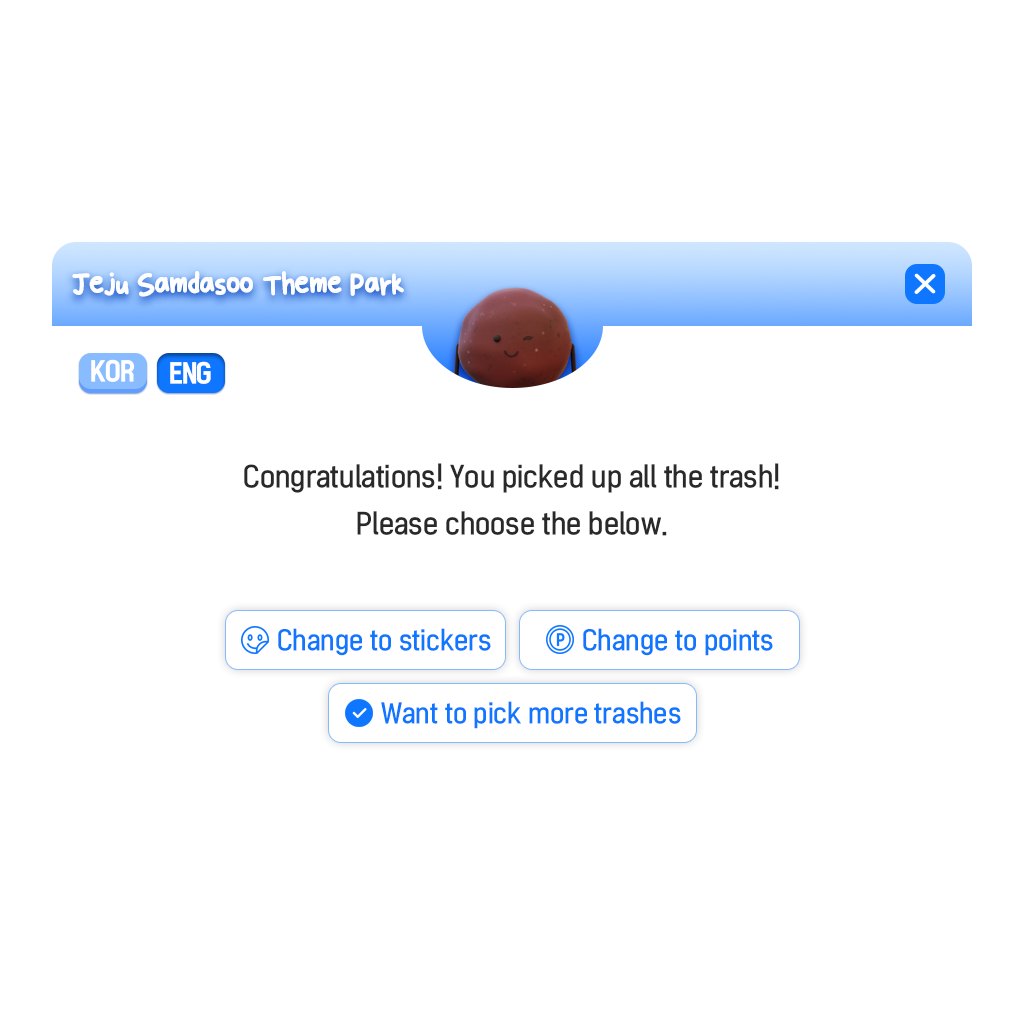 Jeju Samdasoo Theme Park
KOR ENG
Congratulations! You picked up all the trash!
Please choose the below.
Change to stickers
P Change to points
Want to pick more trashes